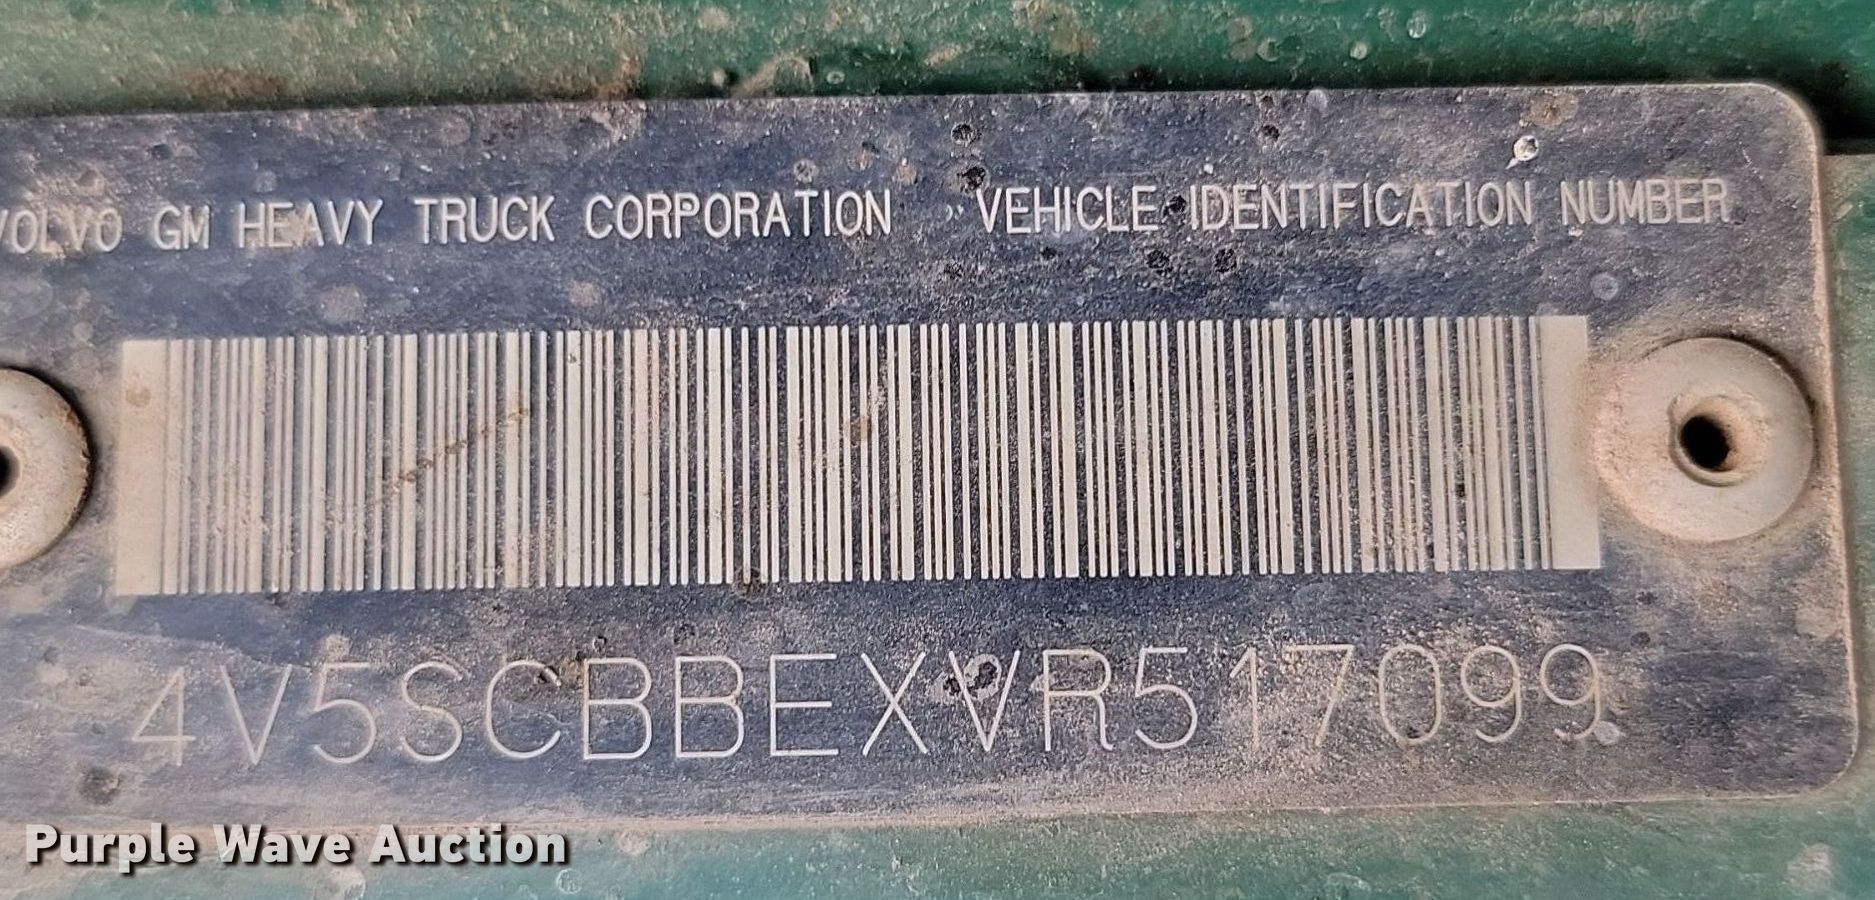 VOLVO GM HEAVY TRUCK CORPORATION VEHICLE IDENTIFICATION NUMBER
4V5SCBBEXVR517099
Purple Wave Auction